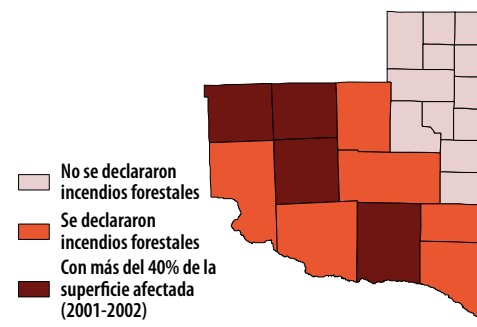 No se declararon
incendios forestales
Se declararon
incendios forestales
Con más del 40% de la
superficie afectada
(2001-2002)